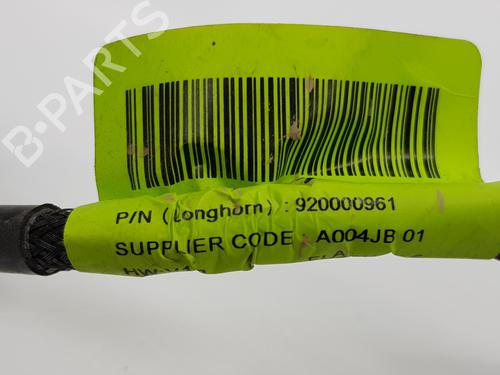 B-PARTS
P/N (Longhorn) : 920000961
SUPPLIER CODE : A004JB 01